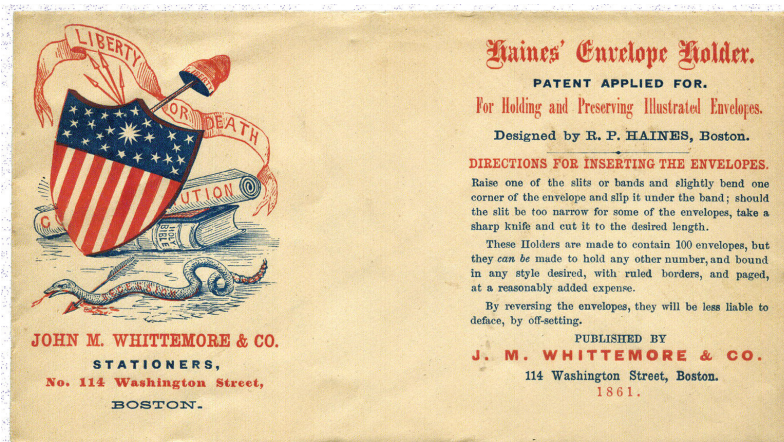 LIBERTY
OR DEATH
C UTION
HOLY BIBLE
JOHN M. WHITTEMORE & CO.
STATIONERS,
No. 114 Washington Street,
BOSTON.
Haines' Envelope Holder.
PATENT APPLIED FOR.
For Holding and Preserving Illustrated Envelopes.
Designed by R. P. HAINES, Boston.
DIRECTIONS FOR INSERTING THE ENVELOPES.
Raise one of the slits or bands and slightly bend one
corner of the envelope and slip it under the band; should
the slit be too narrow for some of the envelopes, take a
sharp knife and cut it to the desired length.
These Holders are made to contain 100 envelopes, but
they can be made to hold any other number, and bound
in any style desired, with ruled borders, and paged,
at a reasonably added expense.
By reversing the envelopes, they will be less liable to
deface, by off-setting.
PUBLISHED BY
J. M. WHITTEMORE & CO.
114 Washington Street, Boston.
1861.